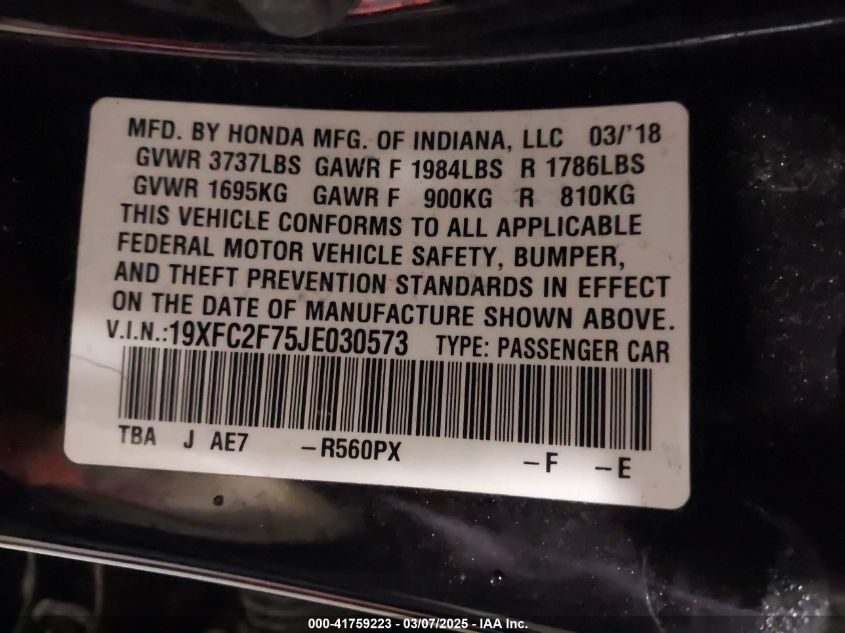 MFD. BY HONDA MFG. OF INDIANA, LLC 03/'18
GVWR 3737LBS GAWR F 1984LBS R 1786LBS
GVWR 1695KG GAWR F 900KG R 810KG
THIS VEHICLE CONFORMS TO ALL APPLICABLE
FEDERAL MOTOR VEHICLE SAFETY, BUMPER,
AND THEFT PREVENTION STANDARDS IN EFFECT
ON THE DATE OF MANUFACTURE SHOWN ABOVE.
V.I.N.:19XFC2F75JE030573 TYPE: PASSENGER CAR
TBA J AE7 -R560PX -F -E
000-41759223 - 03/07/2025 - IAA Inc.